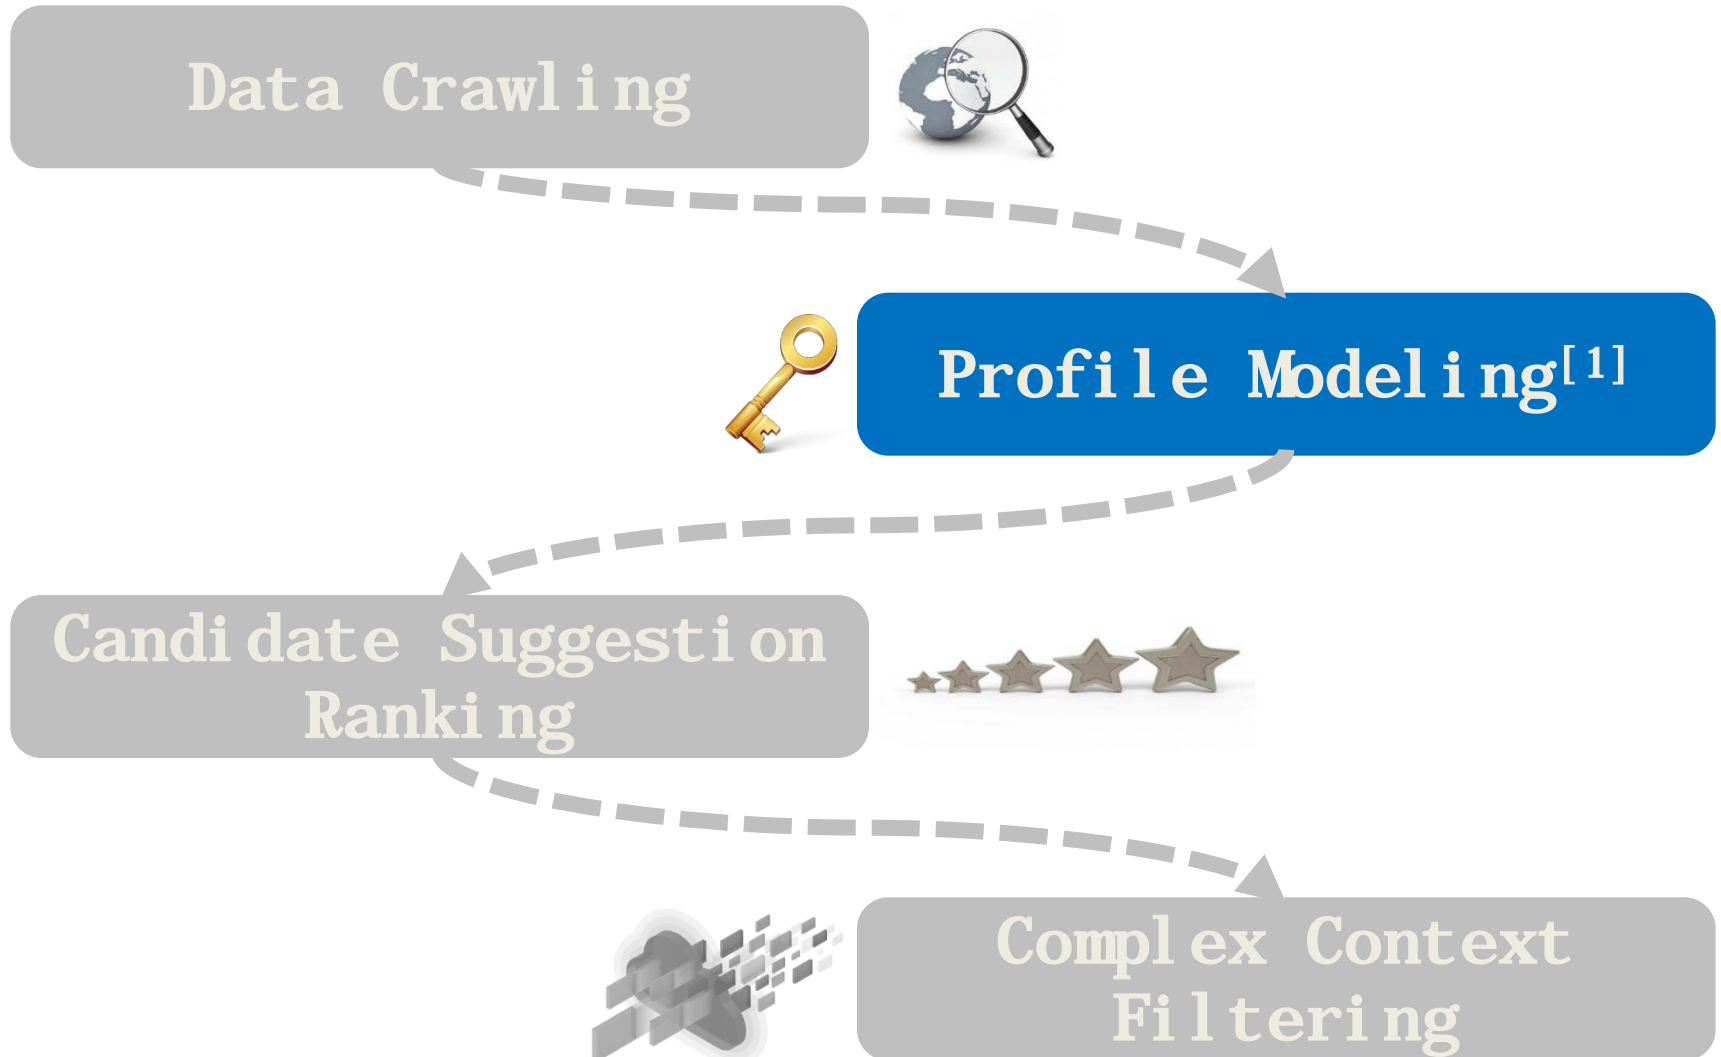 Data Crawling
Profile Modeling[1]
Candidate Suggestion
Ranking
Complex Context
Filtering